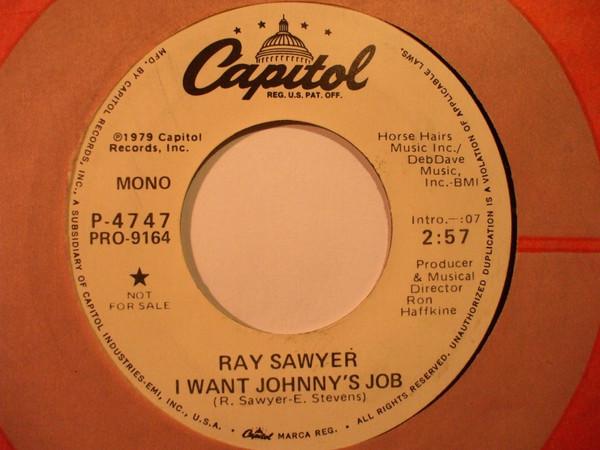 Capitol
REG. U.S. PAT. OFF.
MFD. BY CAPITOL RECORDS, INC., A SUBSIDIARY OF CAPITOL INDUSTRIES-EMI, INC., U.S.A. • Capitol MARCA REG. • ALL RIGHTS RESERVED. UNAUTHORIZED DUPLICATION IS A VIOLATION OF APPLICABLE LAWS.
℗1979 Capitol
Records, Inc.
MONO
P-4747
PRO-9164
NOT
FOR SALE
Horse Hairs
Music Inc./
DebDave
Music,
Inc.-BMI
Intro.-:07
2:57
Producer
& Musical
Director
Ron
Haffkine
RAY SAWYER
I WANT JOHNNY'S JOB
(R. Sawyer-E. Stevens)